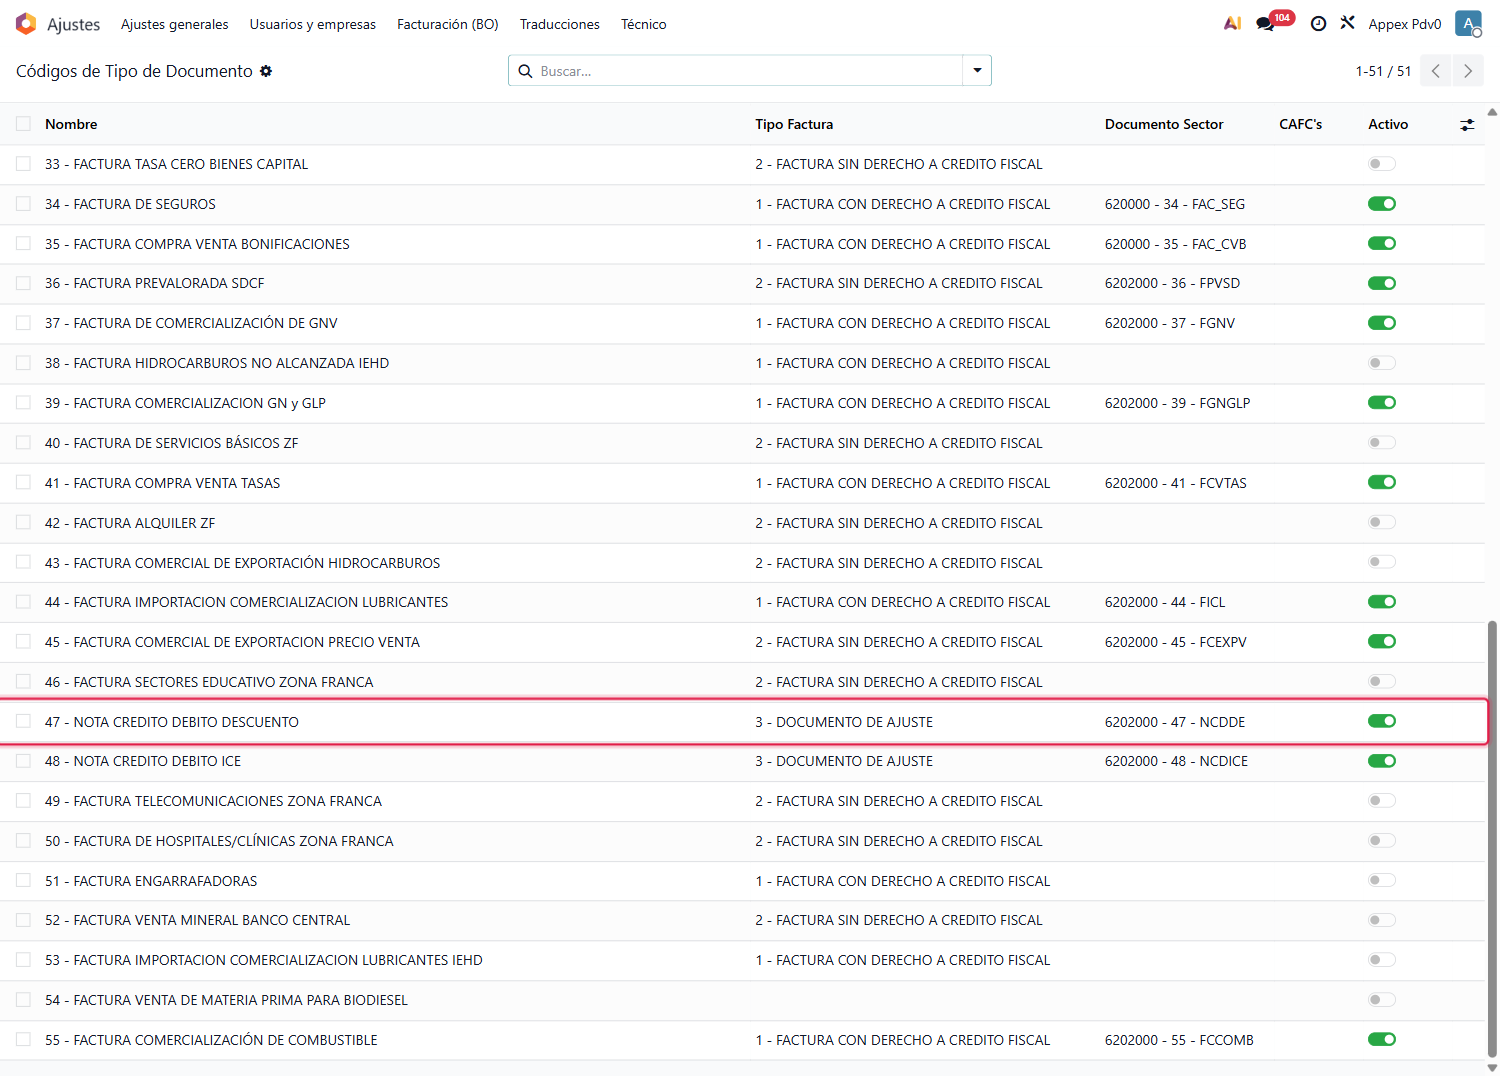 Ajustes Ajustes generales Usuarios y empresas Facturación (BO) Traducciones Técnico AI 104 Appex Pdv0 A
Códigos de Tipo de Documento Buscar... 1-51 / 51
Nombre Tipo Factura Documento Sector CAFC's Activo
33 - FACTURA TASA CERO BIENES CAPITAL 2 - FACTURA SIN DERECHO A CREDITO FISCAL
34 - FACTURA DE SEGUROS 1 - FACTURA CON DERECHO A CREDITO FISCAL 620000 - 34 - FAC_SEG
35 - FACTURA COMPRA VENTA BONIFICACIONES 1 - FACTURA CON DERECHO A CREDITO FISCAL 620000 - 35 - FAC_CVB
36 - FACTURA PREVALORADA SDCF 2 - FACTURA SIN DERECHO A CREDITO FISCAL 6202000 - 36 - FPVSD
37 - FACTURA DE COMERCIALIZACIÓN DE GNV 1 - FACTURA CON DERECHO A CREDITO FISCAL 6202000 - 37 - FGNV
38 - FACTURA HIDROCARBUROS NO ALCANZADA IEHD 1 - FACTURA CON DERECHO A CREDITO FISCAL
39 - FACTURA COMERCIALIZACION GN y GLP 1 - FACTURA CON DERECHO A CREDITO FISCAL 6202000 - 39 - FGNGLP
40 - FACTURA DE SERVICIOS BÁSICOS ZF 2 - FACTURA SIN DERECHO A CREDITO FISCAL
41 - FACTURA COMPRA VENTA TASAS 1 - FACTURA CON DERECHO A CREDITO FISCAL 6202000 - 41 - FCVTAS
42 - FACTURA ALQUILER ZF 2 - FACTURA SIN DERECHO A CREDITO FISCAL
43 - FACTURA COMERCIAL DE EXPORTACIÓN HIDROCARBUROS 2 - FACTURA SIN DERECHO A CREDITO FISCAL
44 - FACTURA IMPORTACION COMERCIALIZACION LUBRICANTES 1 - FACTURA CON DERECHO A CREDITO FISCAL 6202000 - 44 - FICL
45 - FACTURA COMERCIAL DE EXPORTACION PRECIO VENTA 2 - FACTURA SIN DERECHO A CREDITO FISCAL 6202000 - 45 - FCEXPV
46 - FACTURA SECTORES EDUCATIVO ZONA FRANCA 2 - FACTURA SIN DERECHO A CREDITO FISCAL
47 - NOTA CREDITO DEBITO DESCUENTO 3 - DOCUMENTO DE AJUSTE 6202000 - 47 - NCDDE
48 - NOTA CREDITO DEBITO ICE 3 - DOCUMENTO DE AJUSTE 6202000 - 48 - NCDICE
49 - FACTURA TELECOMUNICACIONES ZONA FRANCA 2 - FACTURA SIN DERECHO A CREDITO FISCAL
50 - FACTURA DE HOSPITALES/CLÍNICAS ZONA FRANCA 2 - FACTURA SIN DERECHO A CREDITO FISCAL
51 - FACTURA ENGARRAFADORAS 1 - FACTURA CON DERECHO A CREDITO FISCAL
52 - FACTURA VENTA MINERAL BANCO CENTRAL 2 - FACTURA SIN DERECHO A CREDITO FISCAL
53 - FACTURA IMPORTACION COMERCIALIZACION LUBRICANTES IEHD 1 - FACTURA CON DERECHO A CREDITO FISCAL
54 - FACTURA VENTA DE MATERIA PRIMA PARA BIODIESEL
55 - FACTURA COMERCIALIZACIÓN DE COMBUSTIBLE 1 - FACTURA CON DERECHO A CREDITO FISCAL 6202000 - 55 - FCCOMB